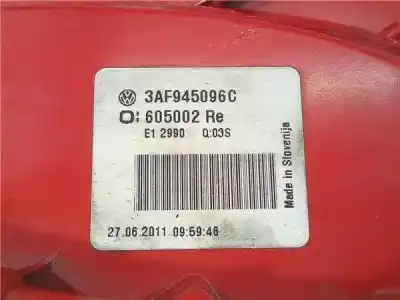 3AF945096C
605002 Re
E1 2990 Q:03S
27.06.2011 09:59:46
Made in Slovenija